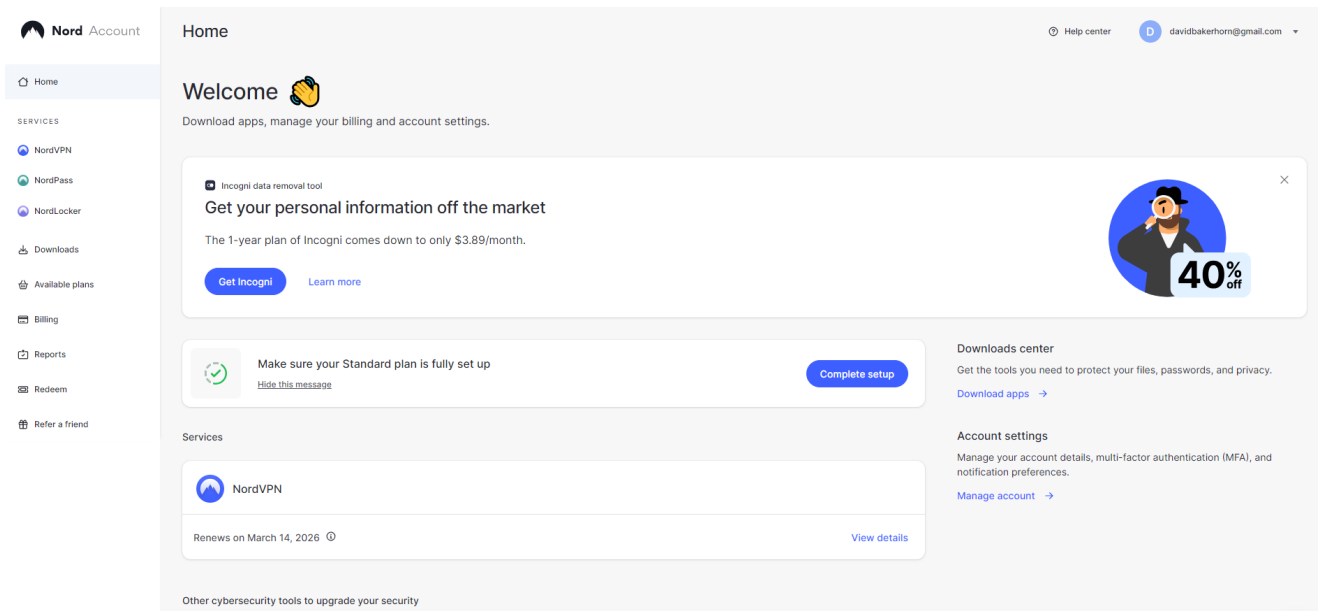 Nord Account
Home
SERVICES
NordVPN
NordPass
NordLocker
Downloads
Available plans
Billing
Reports
Redeem
Refer a friend
Home
Help center
D
davidbakerhorn@gmail.com
Welcome
Download apps, manage your billing and account settings.
Incogni data removal tool
Get your personal information off the market
The 1-year plan of Incogni comes down to only $3.89/month.
Get Incogni
Learn more
40% off
Make sure your Standard plan is fully set up
Hide this message
Complete setup
Services
NordVPN
Renews on March 14, 2026
View details
Other cybersecurity tools to upgrade your security
Downloads center
Get the tools you need to protect your files, passwords, and privacy.
Download apps →
Account settings
Manage your account details, multi-factor authentication (MFA), and
notification preferences.
Manage account →